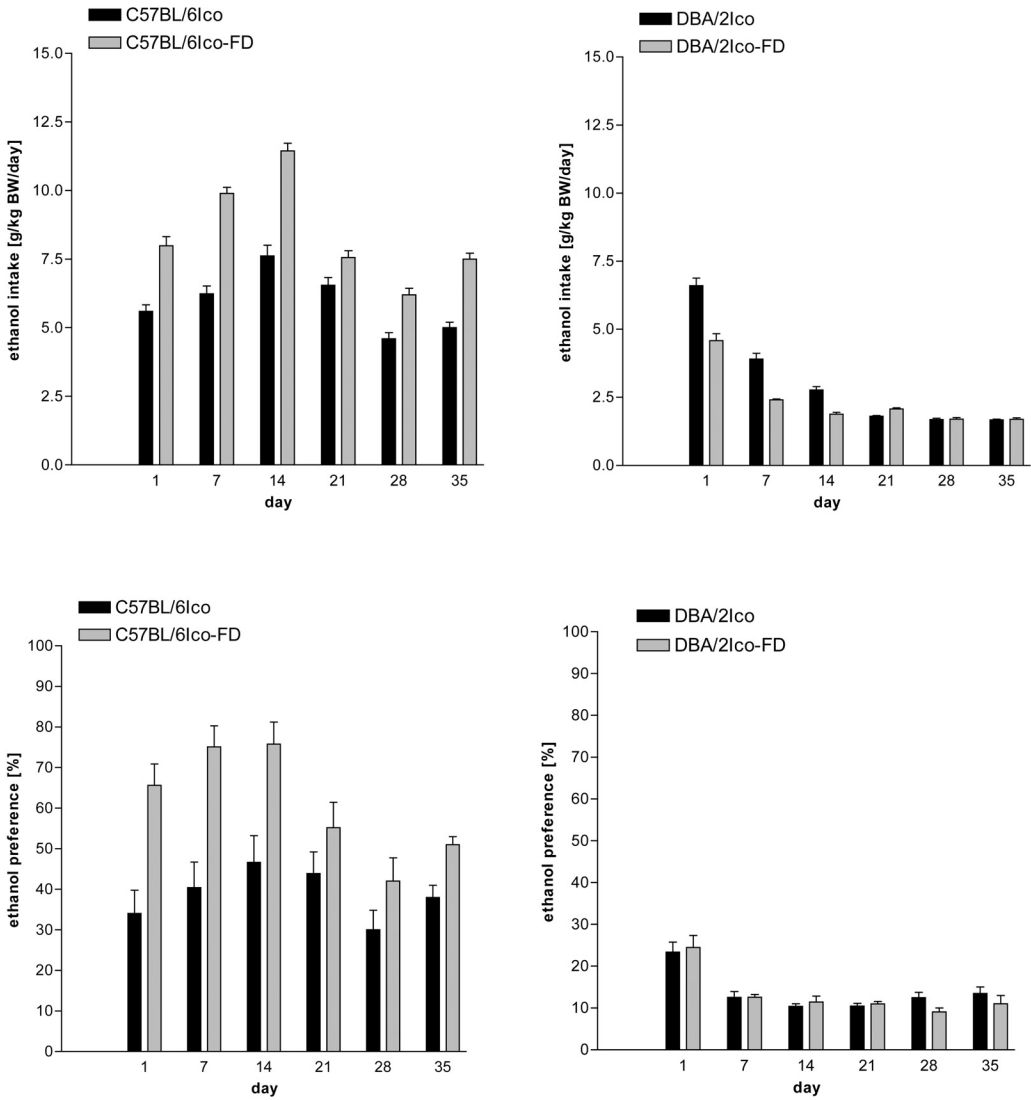 C57BL/6Ico
C57BL/6Ico-FD
15.0
12.5
10.0
7.5
5.0
2.5
0.0
ethanol intake [g/kg BW/day]
1 7 14 21 28 35
day
DBA/2Ico
DBA/2Ico-FD
15.0
12.5
10.0
7.5
5.0
2.5
0.0
ethanol intake [g/kg BW/day]
1 7 14 21 28 35
day
C57BL/6Ico
C57BL/6Ico-FD
100
90
80
70
60
50
40
30
20
10
0
ethanol preference [%]
1 7 14 21 28 35
day
DBA/2Ico
DBA/2Ico-FD
100
90
80
70
60
50
40
30
20
10
0
ethanol preference [%]
1 7 14 21 28 35
day